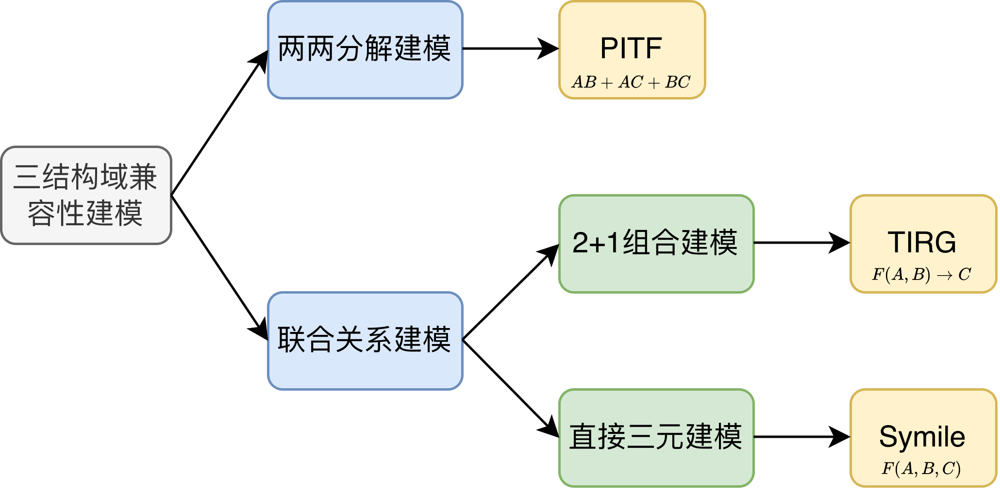 两两分解建模
PITF
AB + AC + BC
三结构域兼
容性建模
2+1组合建模
TIRG
F(A, B) → C
联合关系建模
直接三元建模
Symile
F(A, B, C)